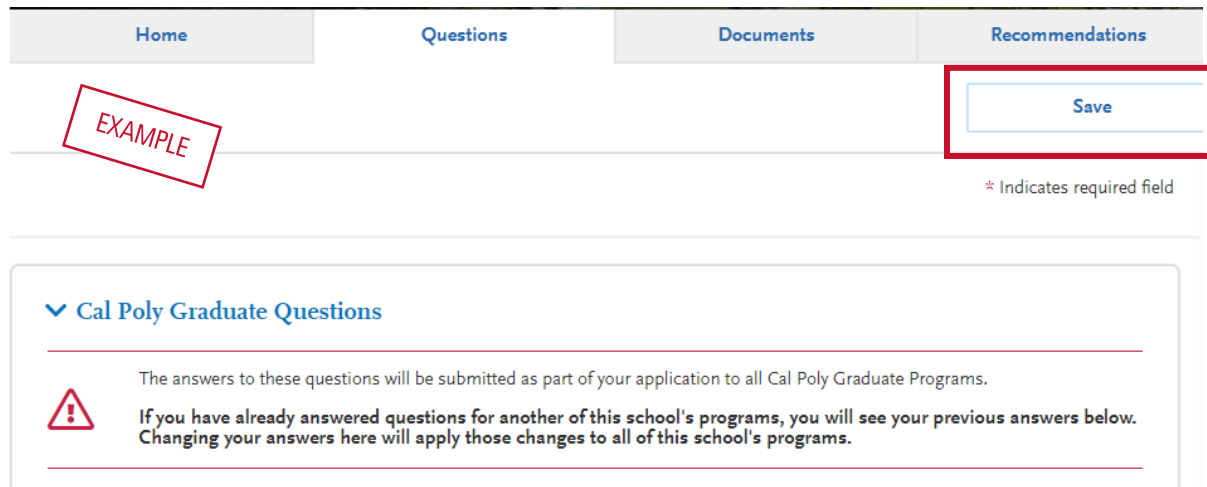 Home Questions Documents Recommendations
Save
EXAMPLE
* Indicates required field
Cal Poly Graduate Questions
The answers to these questions will be submitted as part of your application to all Cal Poly Graduate Programs.
If you have already answered questions for another of this school's programs, you will see your previous answers below.
Changing your answers here will apply those changes to all of this school's programs.